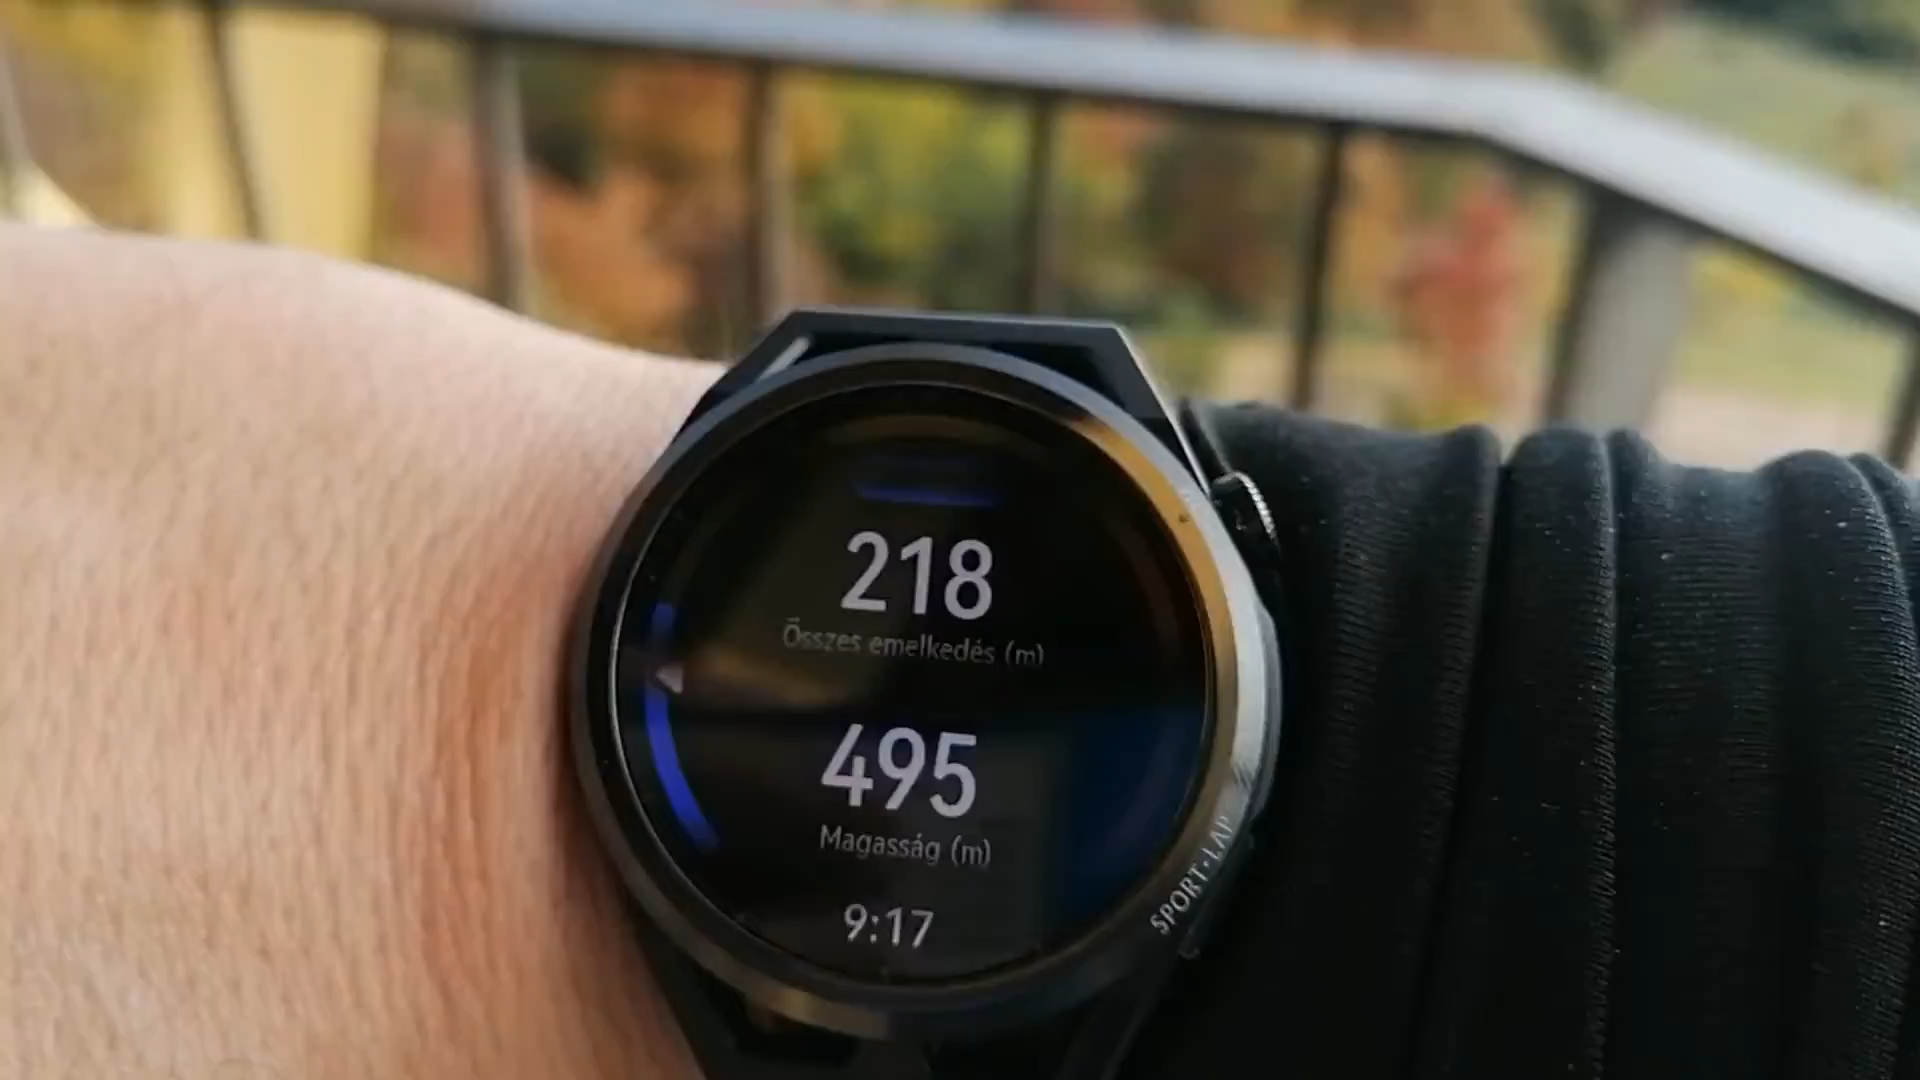 218
Összes emelkedés (m)
495
Magasság (m)
9:17
SPORT·LAP